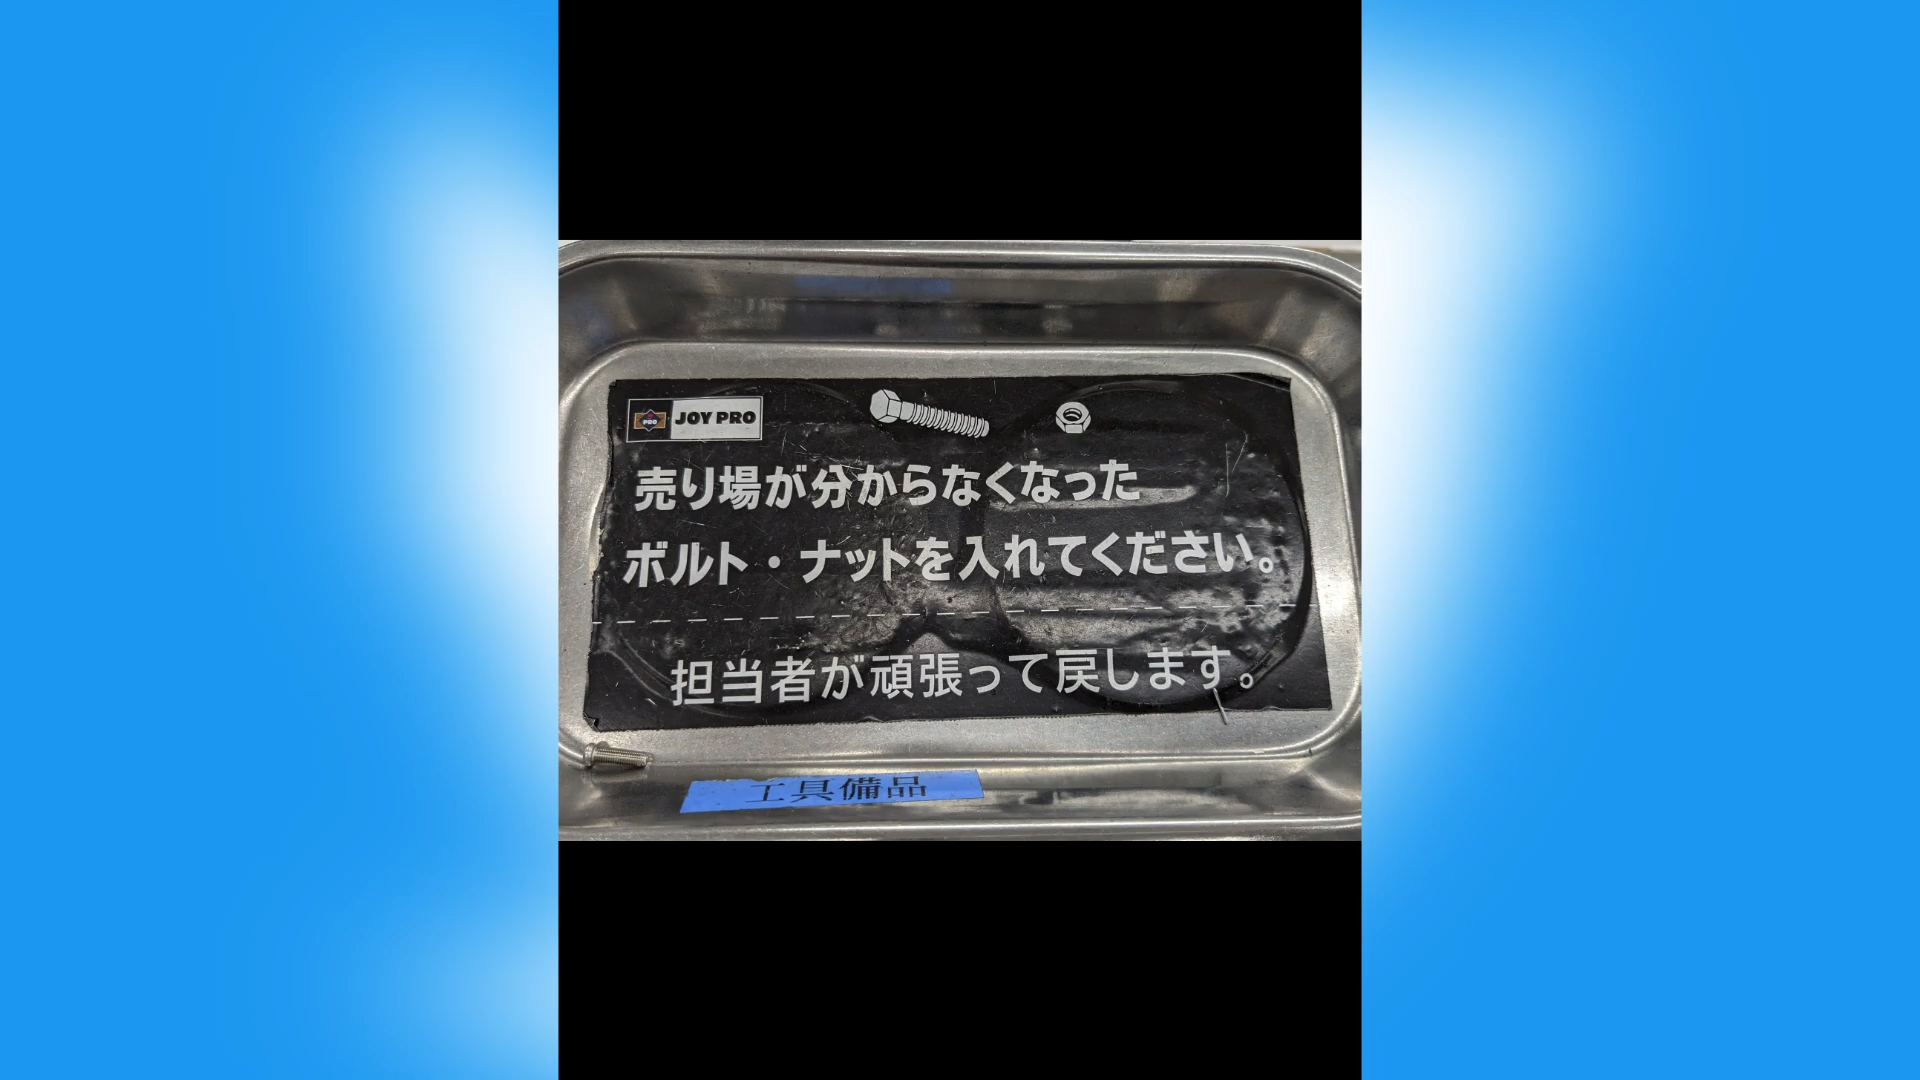 PRO
JOY PRO
売り場が分からなくなった
ボルト・ナットを入れてください。
担当者が頑張って戻します。
工具備品